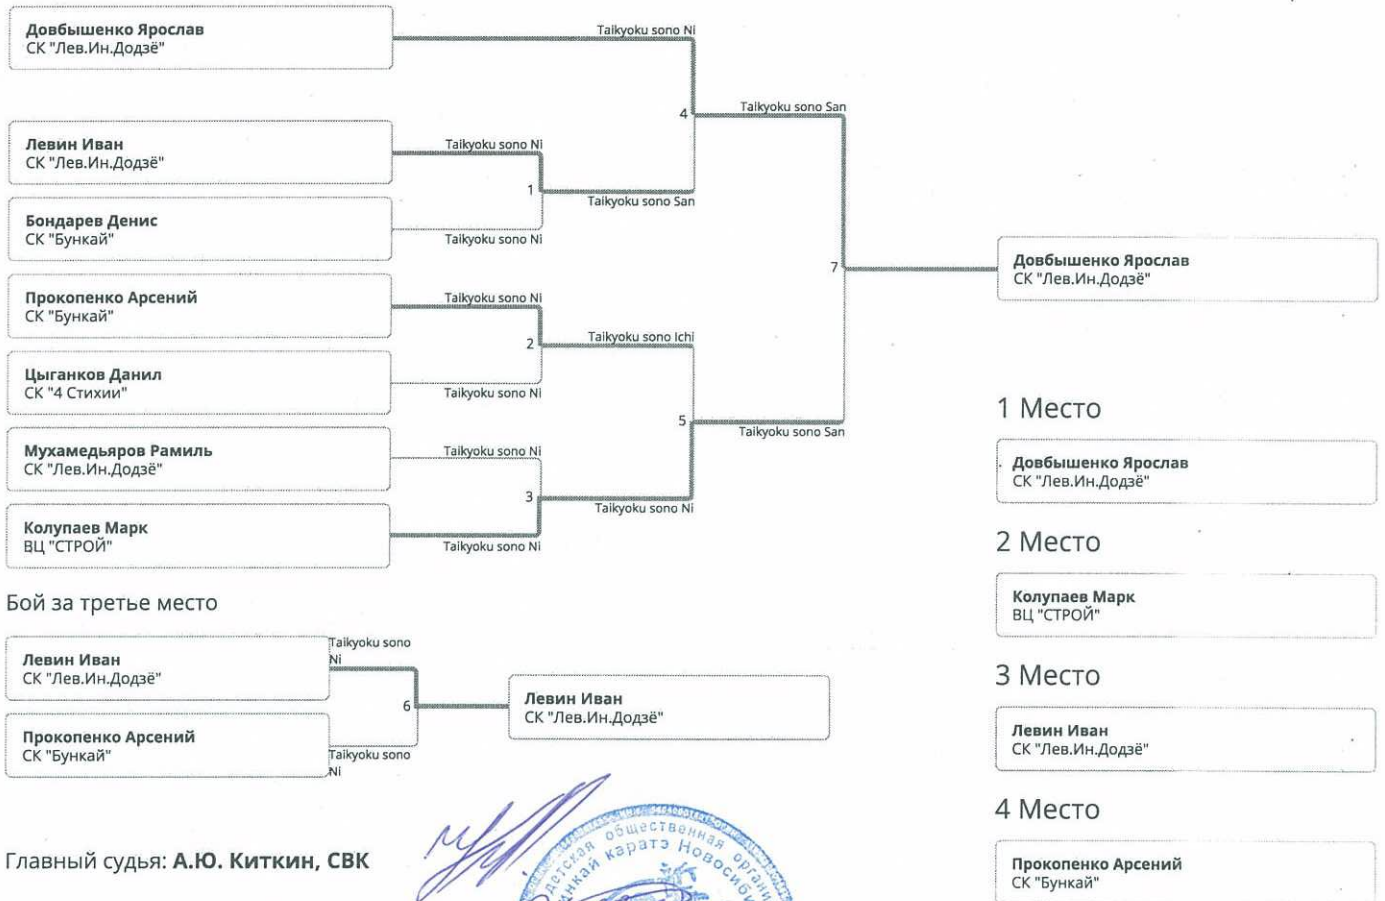 Довбышенко Ярослав
СК "Лев.Ин.Додзё"
Taikyoku sono Ni
4
Taikyoku sono San
Левин Иван
СК "Лев.Ин.Додзё"
Taikyoku sono Ni
1
Taikyoku sono San
Бондарев Денис
СК "Бункай"
Taikyoku sono Ni
7
Довбышенко Ярослав
СК "Лев.Ин.Додзё"
Прокопенко Арсений
СК "Бункай"
Taikyoku sono Ni
2
Taikyoku sono Ichi
Цыганков Данил
СК "4 Стихии"
Taikyoku sono Ni
5
Taikyoku sono San
Мухамедьяров Рамиль
СК "Лев.Ин.Додзё"
Taikyoku sono Ni
3
Taikyoku sono Ni
Колупаев Марк
ВЦ "СТРОЙ"
Taikyoku sono Ni
Бой за третье место
Левин Иван
СК "Лев.Ин.Додзё"
Taikyoku sono
Ni
6
Левин Иван
СК "Лев.Ин.Додзё"
Прокопенко Арсений
СК "Бункай"
Taikyoku sono
Ni
1 Место
Довбышенко Ярослав
СК "Лев.Ин.Додзё"
2 Место
Колупаев Марк
ВЦ "СТРОЙ"
3 Место
Левин Иван
СК "Лев.Ин.Додзё"
4 Место
Прокопенко Арсений
СК "Бункай"
Главный судья: А.Ю. Киткин, СВК
детская общественная
каратэ